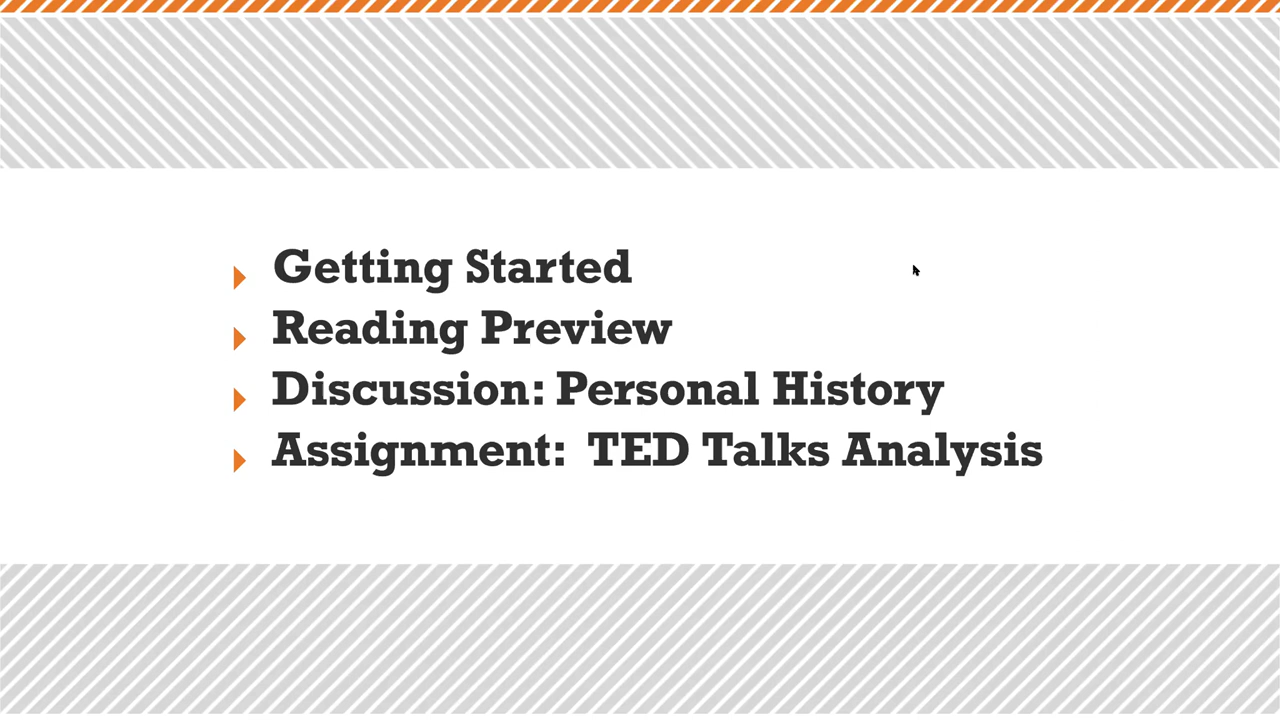 Getting Started
Reading Preview
Discussion: Personal History
Assignment:  TED Talks Analysis